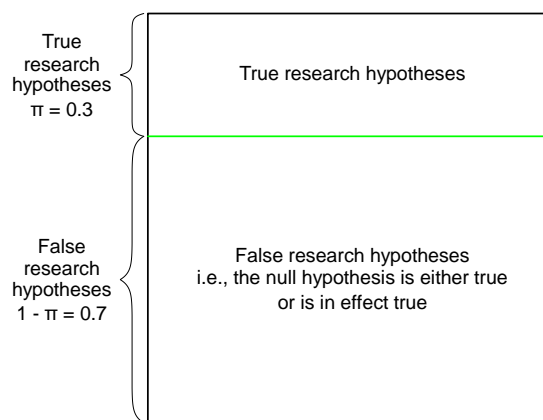 True
research
hypotheses
π = 0.3
True research hypotheses
False
research
hypotheses
1 - π = 0.7
False research hypotheses
i.e., the null hypothesis is either true
or is in effect true